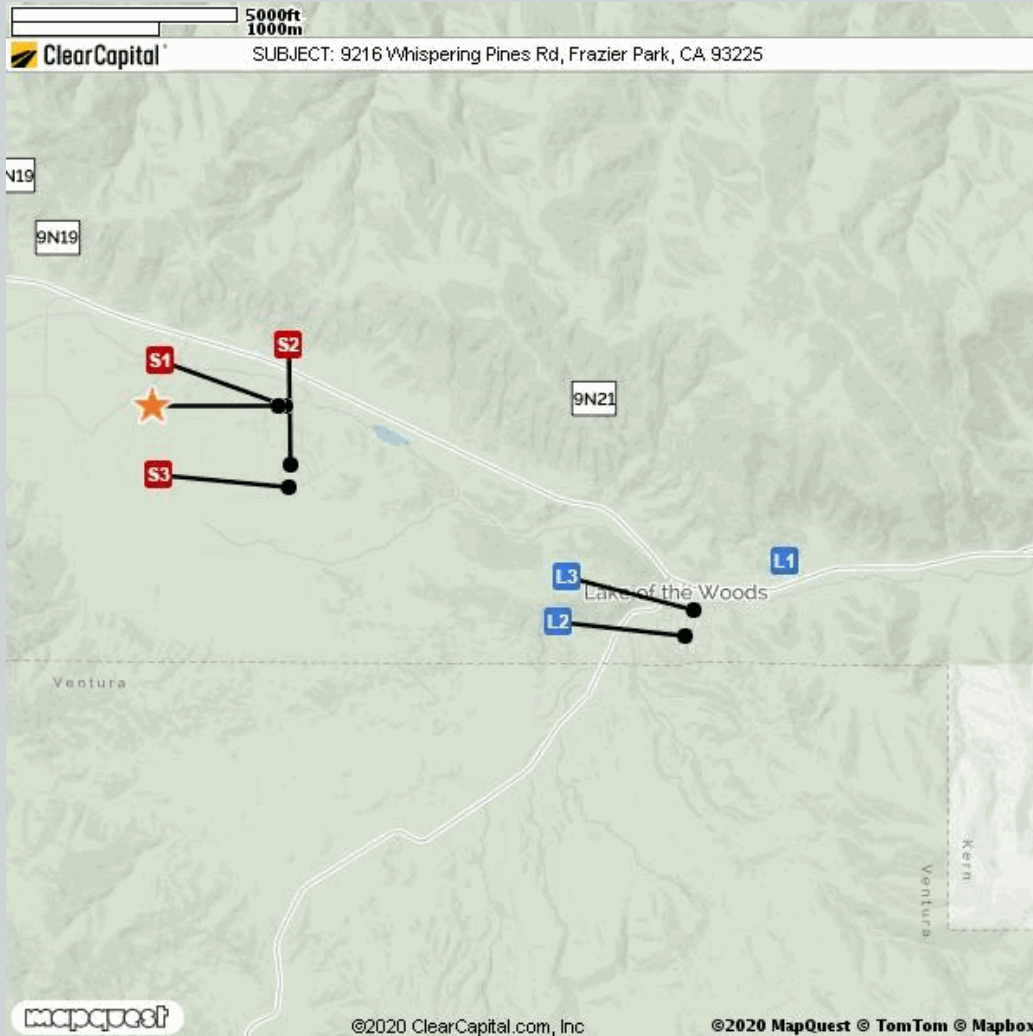 5000ft
1000m
ClearCapital
SUBJECT: 9216 Whispering Pines Rd, Frazier Park, CA 93225
N19
9N19
S2
S1
9N21
S3
L1
L3
Lake of the Woods
L2
Ventura
Kern
Ventura
mapquest
©2020 ClearCapital.com, Inc
©2020 MapQuest © TomTom © Mapbox